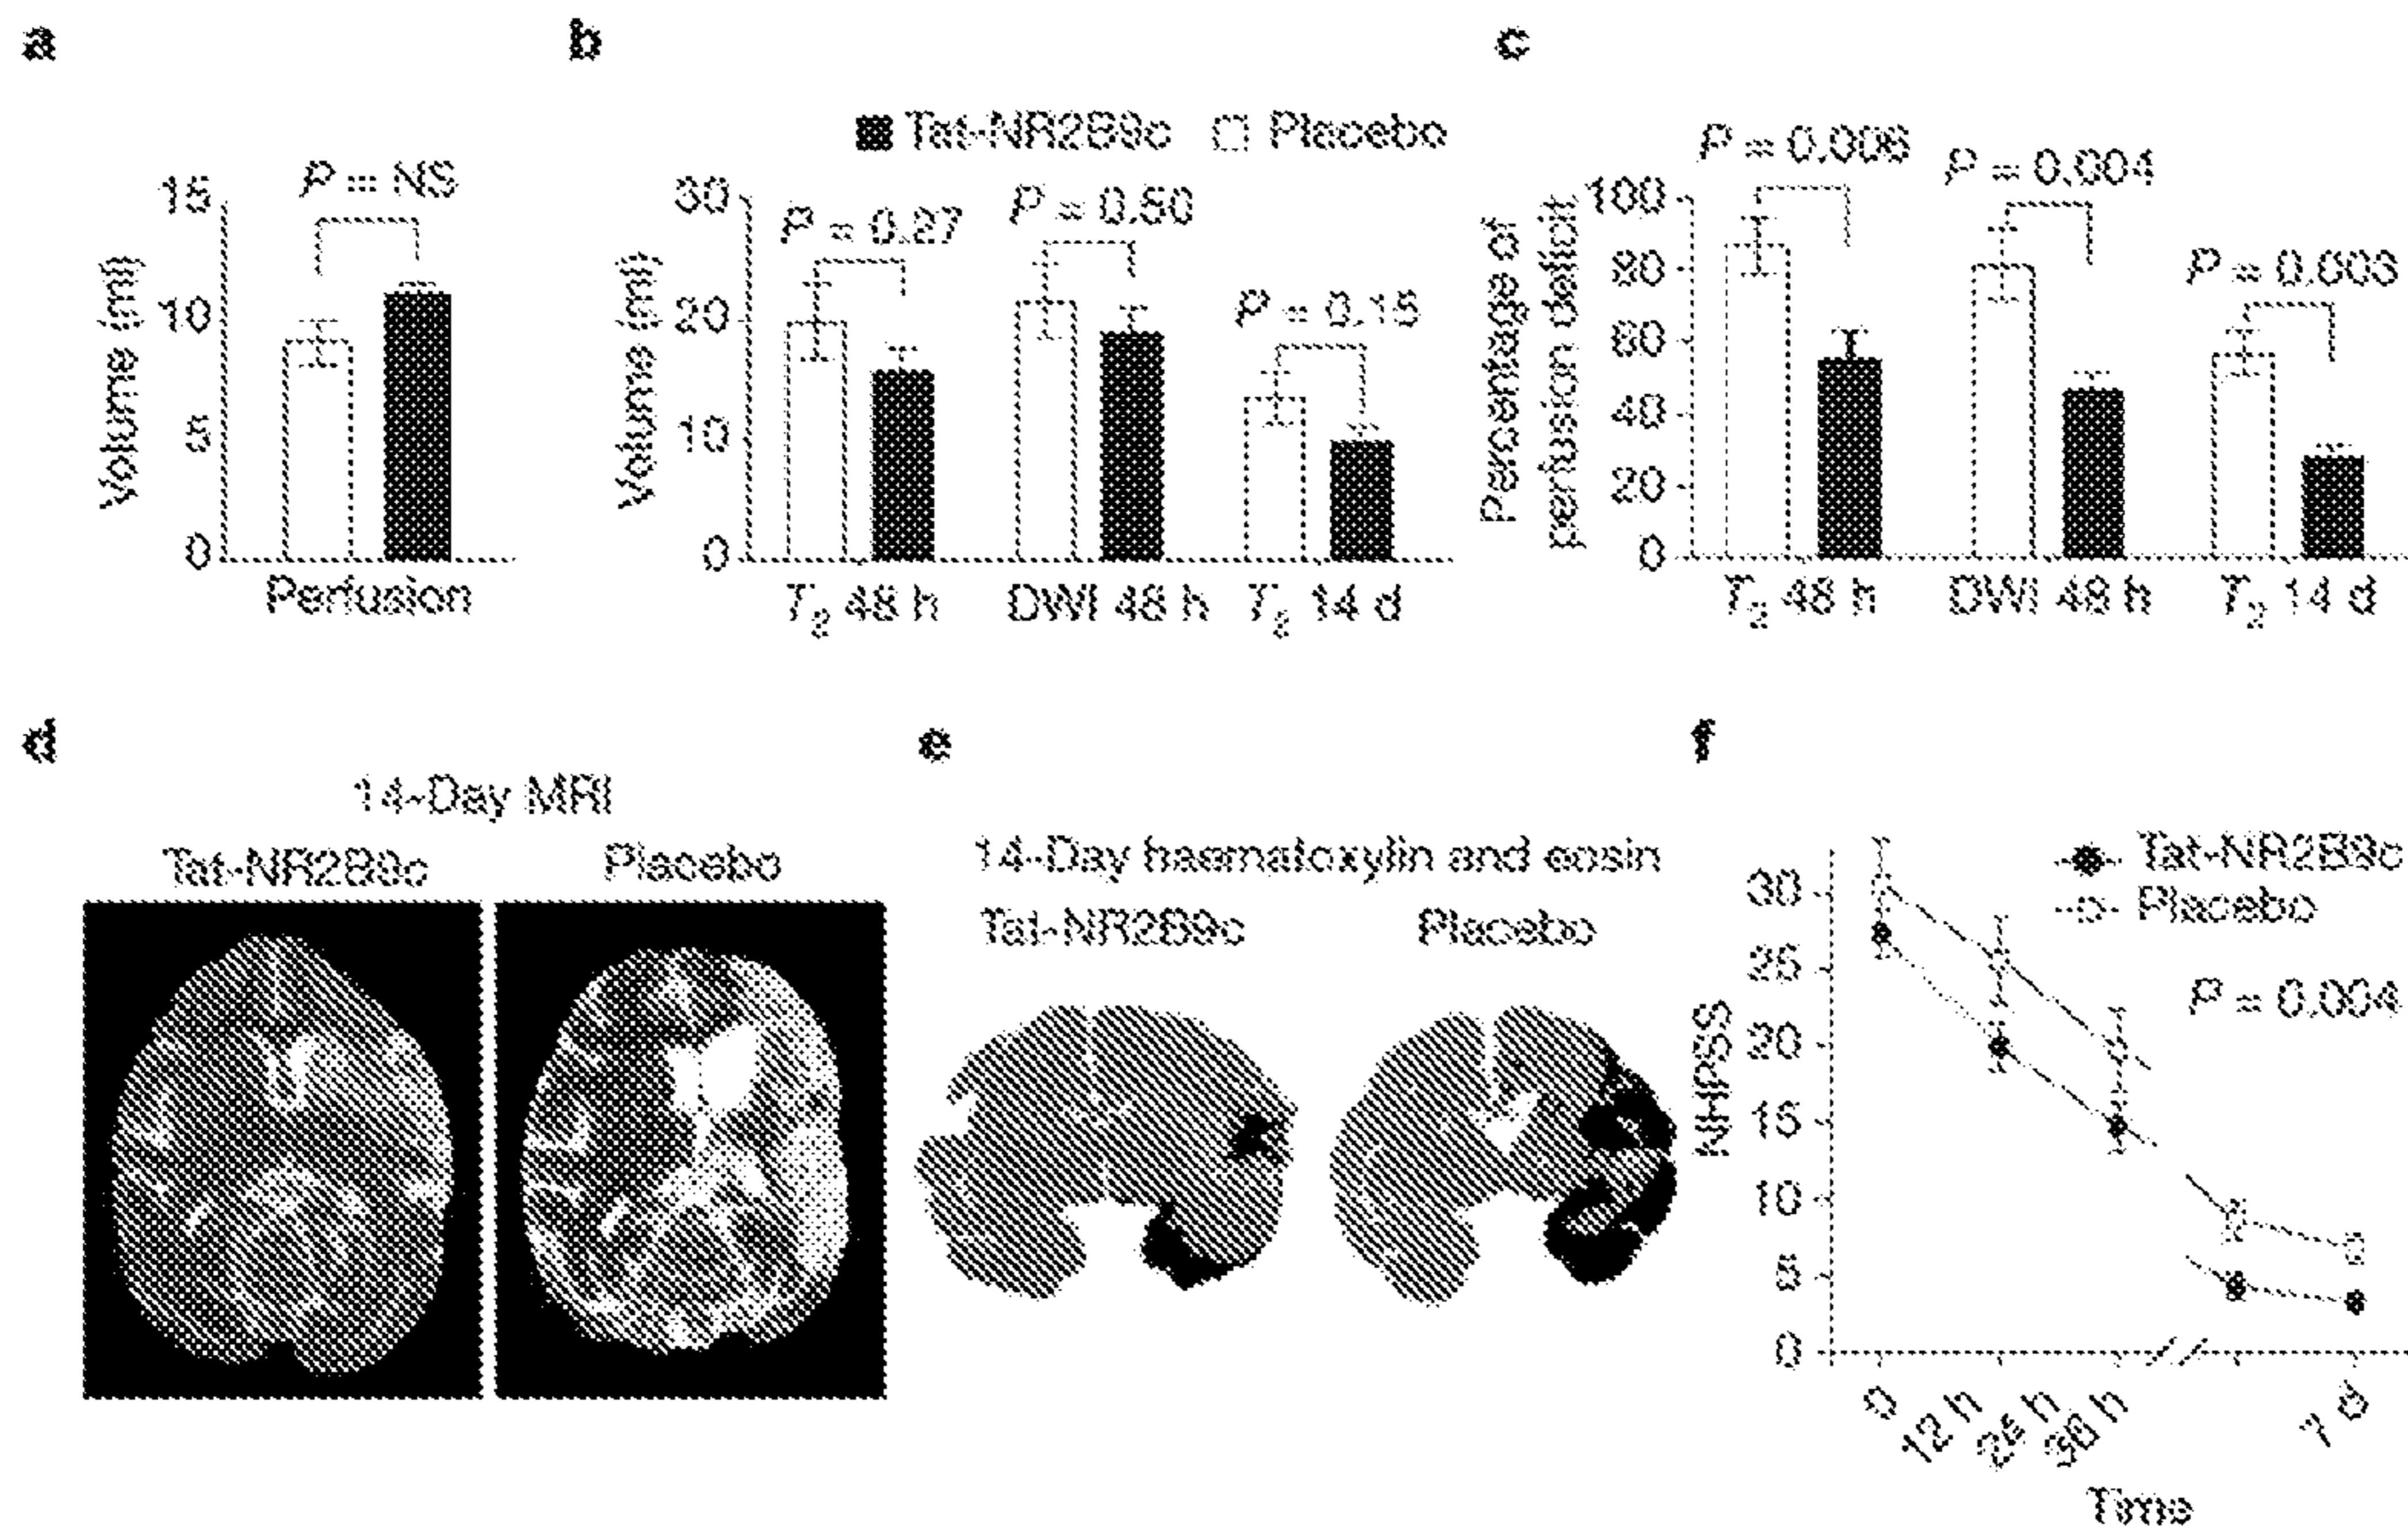 a
b
c
Tat-NR2B9c Placebo
P = NS
15
10
5
0
Volume (ml)
Perfusion
30
20
10
0
Volume (ml)
P = 0.27
P = 0.50
P = 0.15
T2 48 h DWI 48 h T2 14 d
Percentage of
perfusion deficit
100
80
60
40
20
0
P = 0.006
P = 0.004
P = 0.003
T2 48 h DWI 48 h T2 14 d
d
14-Day MRI
Tat-NR2B9c Placebo
e
14-Day haematoxylin and eosin
Tat-NR2B9c Placebo
f
Tat-NR2B9c
Placebo
P = 0.004
NHPSS
30
25
20
15
10
5
0
0
12 h
24 h
36 h
7 d
Time